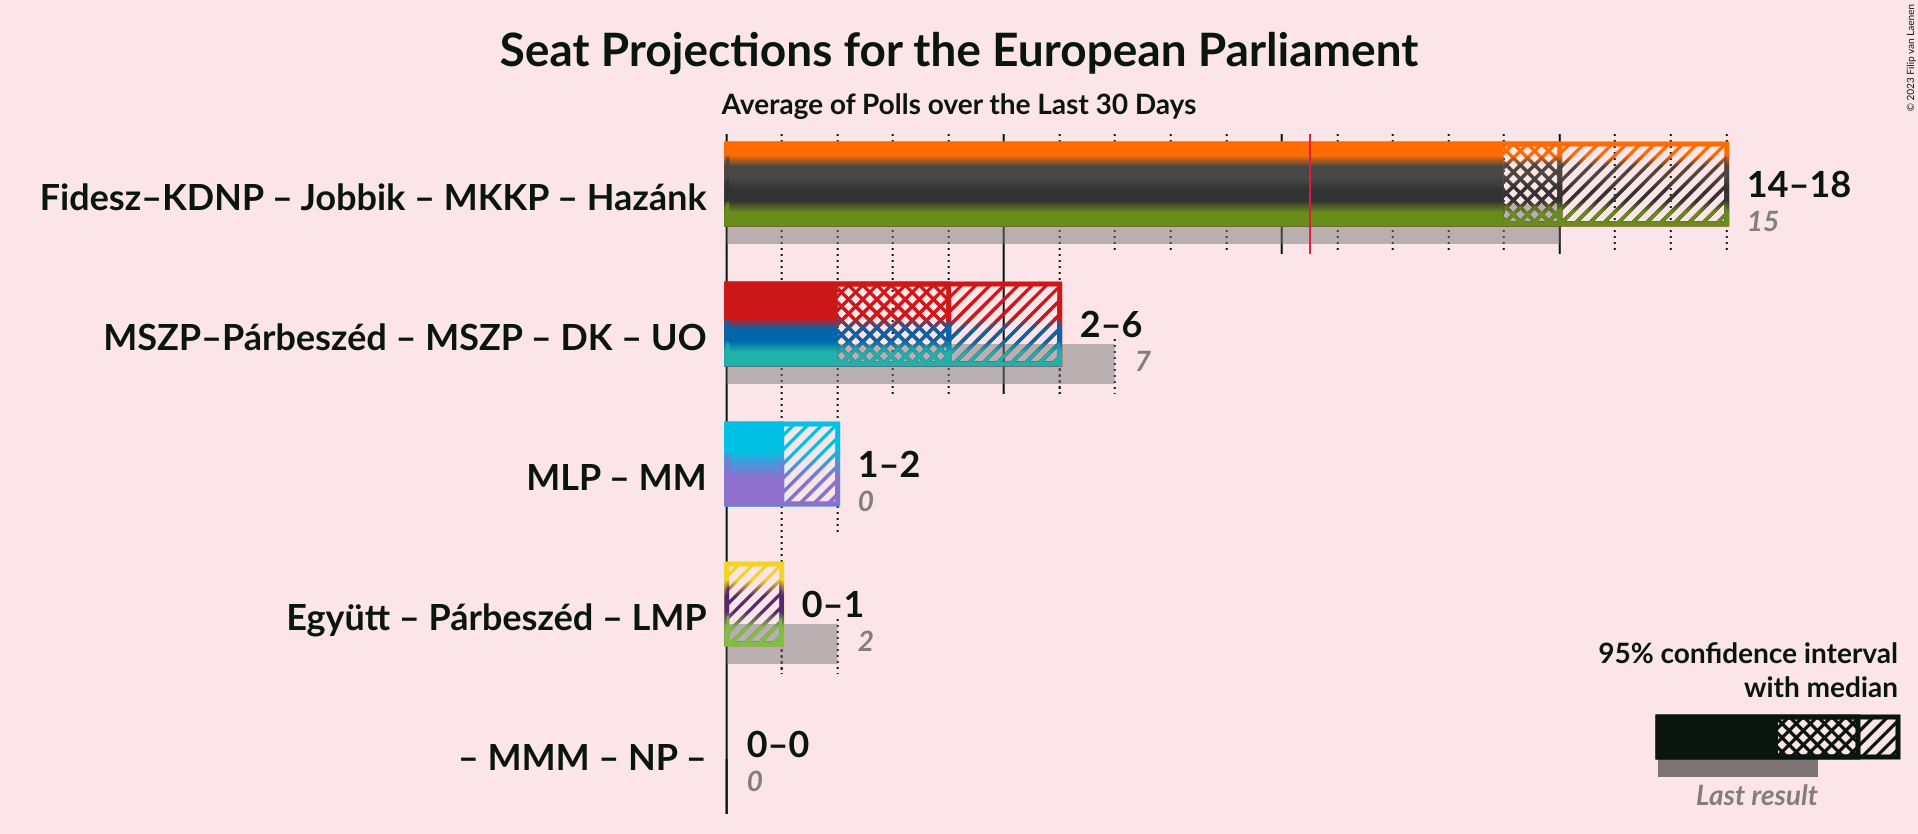 Seat Projections for the European Parliament
Average of Polls over the Last 30 Days
© 2023 Filip van Laenen
Fidesz–KDNP – Jobbik – MKKP – Hazánk
14–18
15
MSZP–Párbeszéd – MSZP – DK – UO
2–6
7
MLP – MM
1–2
0
Együtt – Párbeszéd – LMP
0–1
2
– MMM – NP –
0–0
0
95% confidence interval
with median
Last result